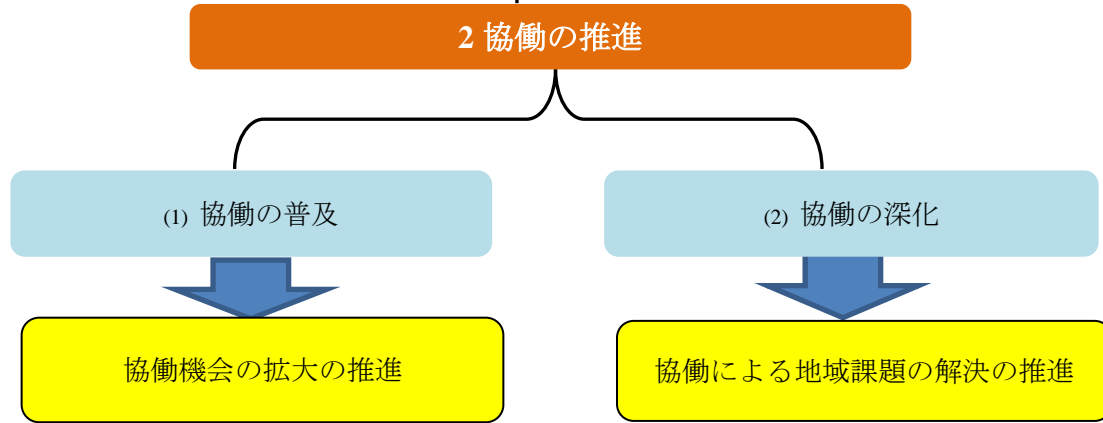 2 協働の推進
(1) 協働の普及
(2) 協働の深化
協働機会の拡大の推進
協働による地域課題の解決の推進